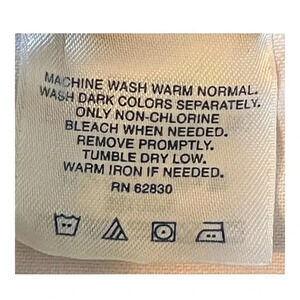 MACHINE WASH WARM NORMAL.
WASH DARK COLORS SEPARATELY.
ONLY NON-CHLORINE
BLEACH WHEN NEEDED.
REMOVE PROMPTLY.
TUMBLE DRY LOW.
WARM IRON IF NEEDED.
RN 62830